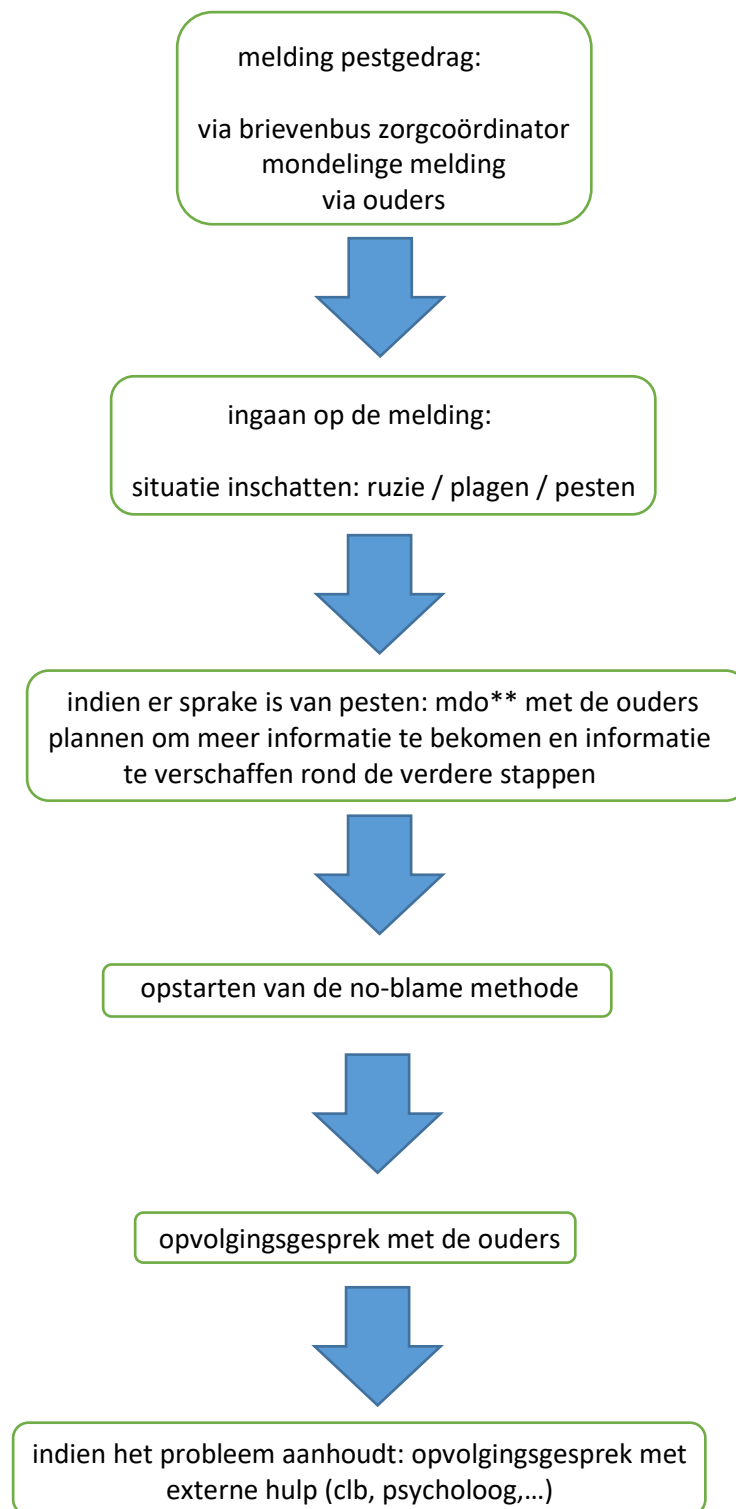 melding pestgedrag:
via brievenbus zorgcoördinator
mondelinge melding
via ouders
ingaan op de melding:
situatie inschatten: ruzie / plagen / pesten
indien er sprake is van pesten: mdo** met de ouders
plannen om meer informatie te bekomen en informatie
te verschaffen rond de verdere stappen
opstarten van de no-blame methode
opvolgingsgesprek met de ouders
indien het probleem aanhoudt: opvolgingsgesprek met
externe hulp (clb, psycholoog,...)